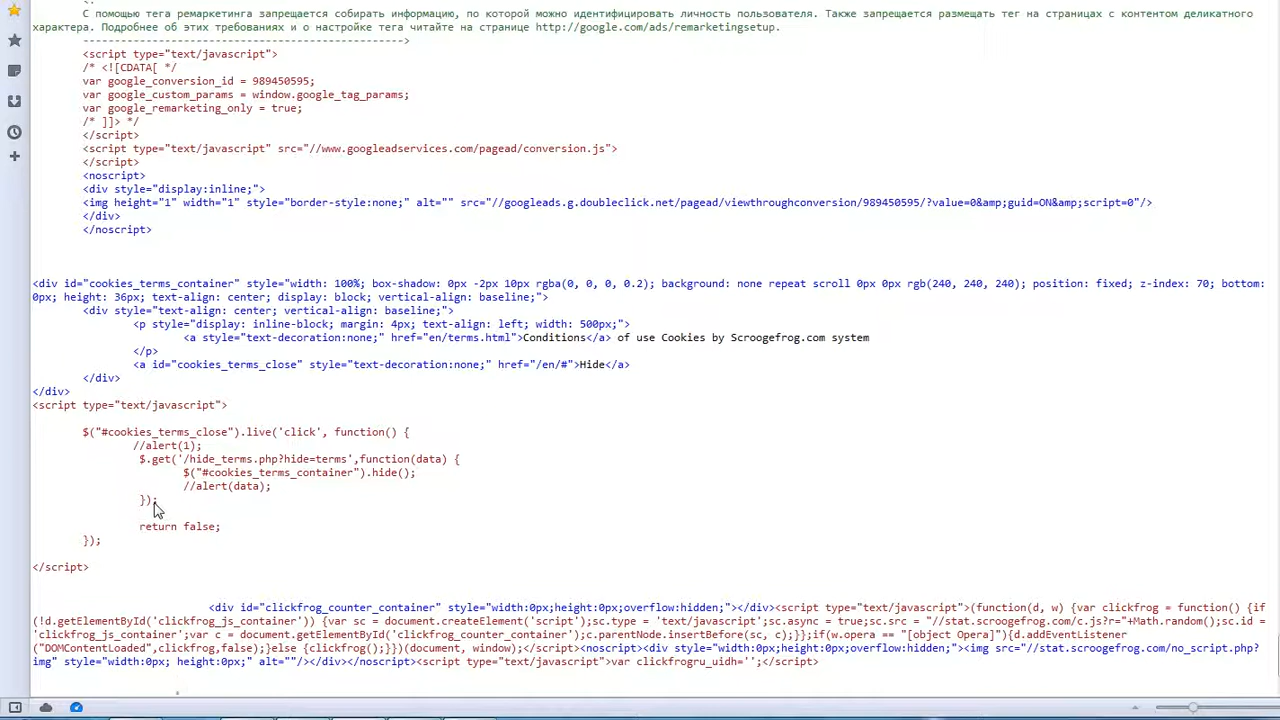 С помощью тега ремаркетинга запрещается собирать информацию, по которой можно идентифицировать личность пользователя. Также запрещается размещать тег на страницах с контентом деликатного
характера. Подробнее об этих требованиях и о настройке тега читайте на странице http://google.com/ads/remarketingsetup.
-------------------------------------------------->
<script type="text/javascript">
/* <![CDATA[ */
var google_conversion_id = 989450595;
var google_custom_params = window.google_tag_params;
var google_remarketing_only = true;
/* ]]> */
</script>
<script type="text/javascript" src="//www.googleadservices.com/pagead/conversion.js">
</script>
<noscript>
<div style="display:inline;">
<img height="1" width="1" style="border-style:none;" alt="" src="//googleads.g.doubleclick.net/pagead/viewthroughconversion/989450595/?value=0&amp;guid=ON&amp;script=0"/>
</div>
</noscript>
<div id="cookies_terms_container" style="width: 100%; box-shadow: 0px -2px 10px rgba(0, 0, 0, 0.2); background: none repeat scroll 0px 0px rgb(240, 240, 240); position: fixed; z-index: 70; bottom:
0px; height: 36px; text-align: center; display: block; vertical-align: baseline;">
<div style="text-align: center; vertical-align: baseline;">
<p style="display: inline-block; margin: 4px; text-align: left; width: 500px;">
<a style="text-decoration:none;" href="en/terms.html">Conditions</a> of use Cookies by Scroogefrog.com system
</p>
<a id="cookies_terms_close" style="text-decoration:none;" href="/en/#">Hide</a>
</div>
</div>
<script type="text/javascript">
$("#cookies_terms_close").live('click', function() {
//alert(1);
$.get('/hide_terms.php?hide=terms',function(data) {
$("#cookies_terms_container").hide();
//alert(data);
});
return false;
});
</script>
<div id="clickfrog_counter_container" style="width:0px;height:0px;overflow:hidden;"></div><script type="text/javascript">(function(d, w) {var clickfrog = function() {if
(!d.getElementById('clickfrog_js_container')) {var sc = document.createElement('script');sc.type = 'text/javascript';sc.async = true;sc.src = "//stat.scroogefrog.com/c.js?r="+Math.random();sc.id =
'clickfrog_js_container';var c = document.getElementById('clickfrog_counter_container');c.parentNode.insertBefore(sc, c);}};if(w.opera == "[object Opera]"){d.addEventListener
("DOMContentLoaded",clickfrog,false);}else {clickfrog();}})(document, window);</script><noscript><div style="width:0px;height:0px;overflow:hidden;"><img src="//stat.scroogefrog.com/no_script.php?
img" style="width:0px; height:0px;" alt=""/></div></noscript><script type="text/javascript">var clickfrogru_uidh='';</script>